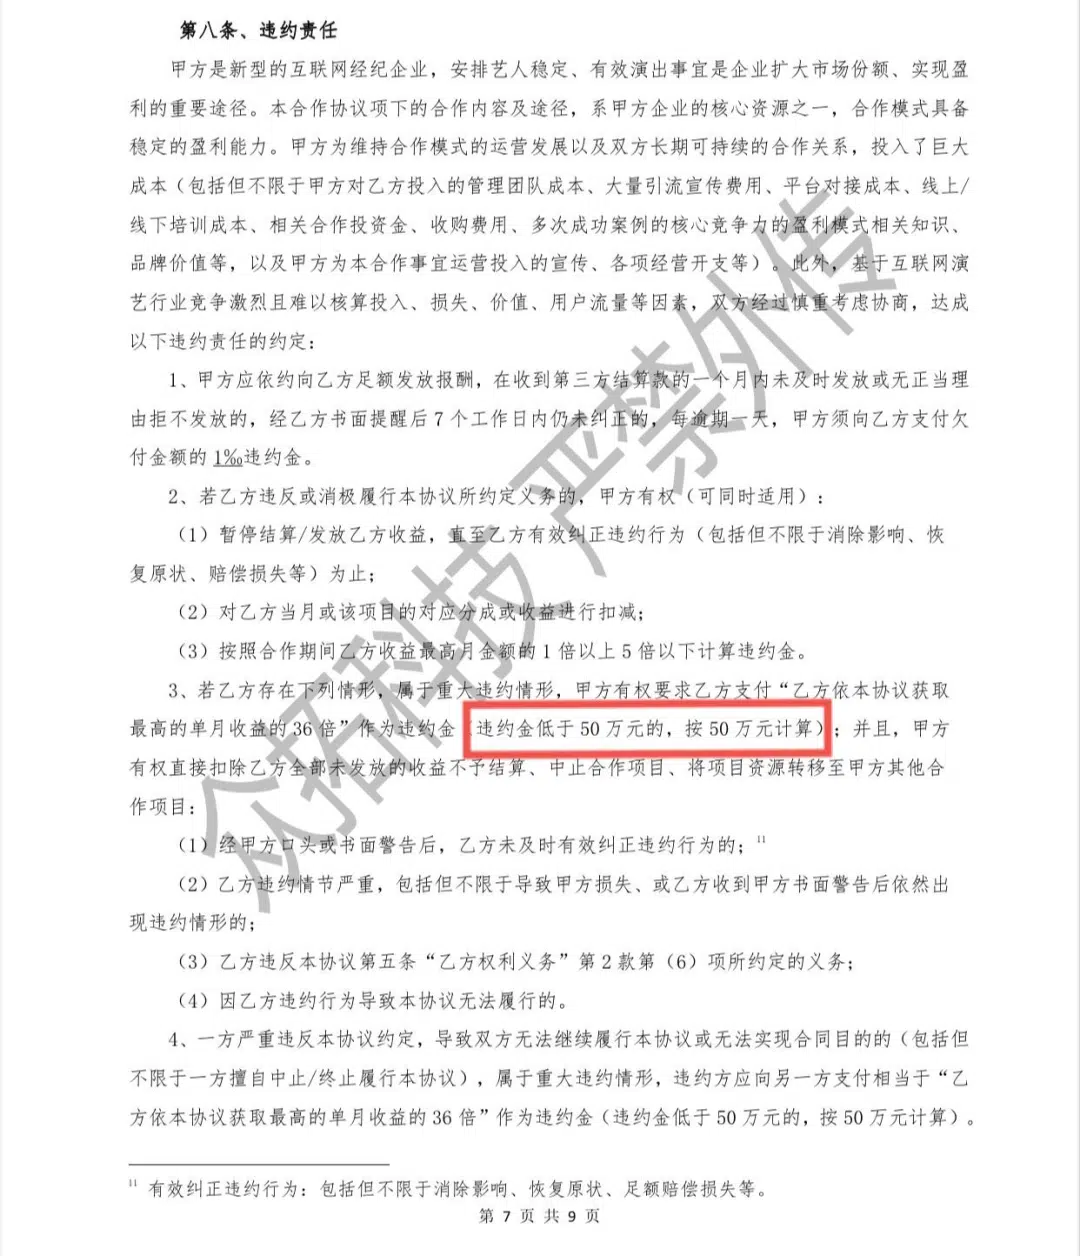 第八条、违约责任
甲方是新型的互联网经纪企业，安排艺人稳定、有效演出事宜是企业扩大市场份额、实现盈
利的重要途径。本合作协议项下的合作内容及途径，系甲方企业的核心资源之一，合作模式具备
稳定的盈利能力。甲方为维持合作模式的运营发展以及双方长期可持续的合作关系，投入了巨大
成本（包括但不限于甲方对乙方投入的管理团队成本、大量引流宣传费用、平台对接成本、线上/
线下培训成本、相关合作投资金、收购费用、多次成功案例的核心竞争力的盈利模式相关知识、
品牌价值等，以及甲方为本合作事宜运营投入的宣传、各项经营开支等）。此外，基于互联网演
艺行业竞争激烈且难以核算投入、损失、价值、用户流量等因素，双方经过慎重考虑协商，达成
以下违约责任的约定：
1、甲方应依约向乙方足额发放报酬，在收到第三方结算款的一个月内未及时发放或无正当理
由拒不发放的，经乙方书面提醒后 7 个工作日内仍未纠正的，每逾期一天，甲方须向乙方支付欠
付金额的 1‰违约金。
2、若乙方违反或消极履行本协议所约定义务的，甲方有权（可同时适用）：
（1）暂停结算/发放乙方收益，直至乙方有效纠正违约行为（包括但不限于消除影响、恢
复原状、赔偿损失等）为止；
（2）对乙方当月或该项目的对应分成或收益进行扣减；
（3）按照合作期间乙方收益最高月金额的 1 倍以上 5 倍以下计算违约金。
3、若乙方存在下列情形，属于重大违约情形，甲方有权要求乙方支付“乙方依本协议获取
最高的单月收益的 36 倍”作为违约金（违约金低于 50 万元的，按 50 万元计算）；并且，甲方
有权直接扣除乙方全部未发放的收益不予结算、中止合作项目、将项目资源转移至甲方其他合
作项目：
（1）经甲方口头或书面警告后，乙方未及时有效纠正违约行为的；11
（2）乙方违约情节严重，包括但不限于导致甲方损失、或乙方收到甲方书面警告后依然出
现违约情形的；
（3）乙方违反本协议第五条“乙方权利义务”第 2 款第（6）项所约定的义务；
（4）因乙方违约行为导致本协议无法履行的。
4、一方严重违反本协议约定，导致双方无法继续履行本协议或无法实现合同目的的（包括但
不限于一方擅自中止/终止履行本协议），属于重大违约情形，违约方应向另一方支付相当于“乙
方依本协议获取最高的单月收益的 36 倍”作为违约金（违约金低于 50 万元的，按 50 万元计算）。
11 有效纠正违约行为：包括但不限于消除影响、恢复原状、足额赔偿损失等。
第 7 页 共 9 页
众拓科技 严禁外传